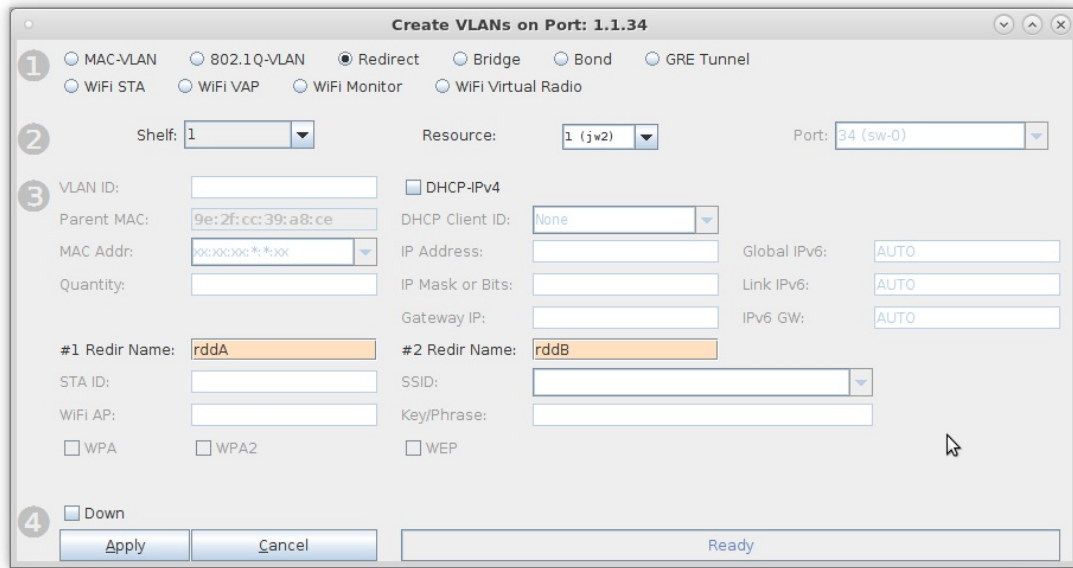 Create VLANs on Port: 1.1.34
1 MAC-VLAN 802.1Q-VLAN Redirect Bridge Bond GRE Tunnel
WiFi STA WiFi VAP WiFi Monitor WiFi Virtual Radio
2 Shelf: 1 Resource: 1 (jw2) Port: 34 (sw-0)
3 VLAN ID: DHCP-IPv4
Parent MAC: 9e:2f:cc:39:a8:ce DHCP Client ID: None
MAC Addr: xx:xx:xx:*:*:xx IP Address: Global IPv6: AUTO
Quantity: IP Mask or Bits: Link IPv6: AUTO
Gateway IP: IPv6 GW: AUTO
#1 Redir Name: rddA #2 Redir Name: rddB
STA ID: SSID:
WiFi AP: Key/Phrase:
WPA WPA2 WEP
4 Down
Apply Cancel Ready